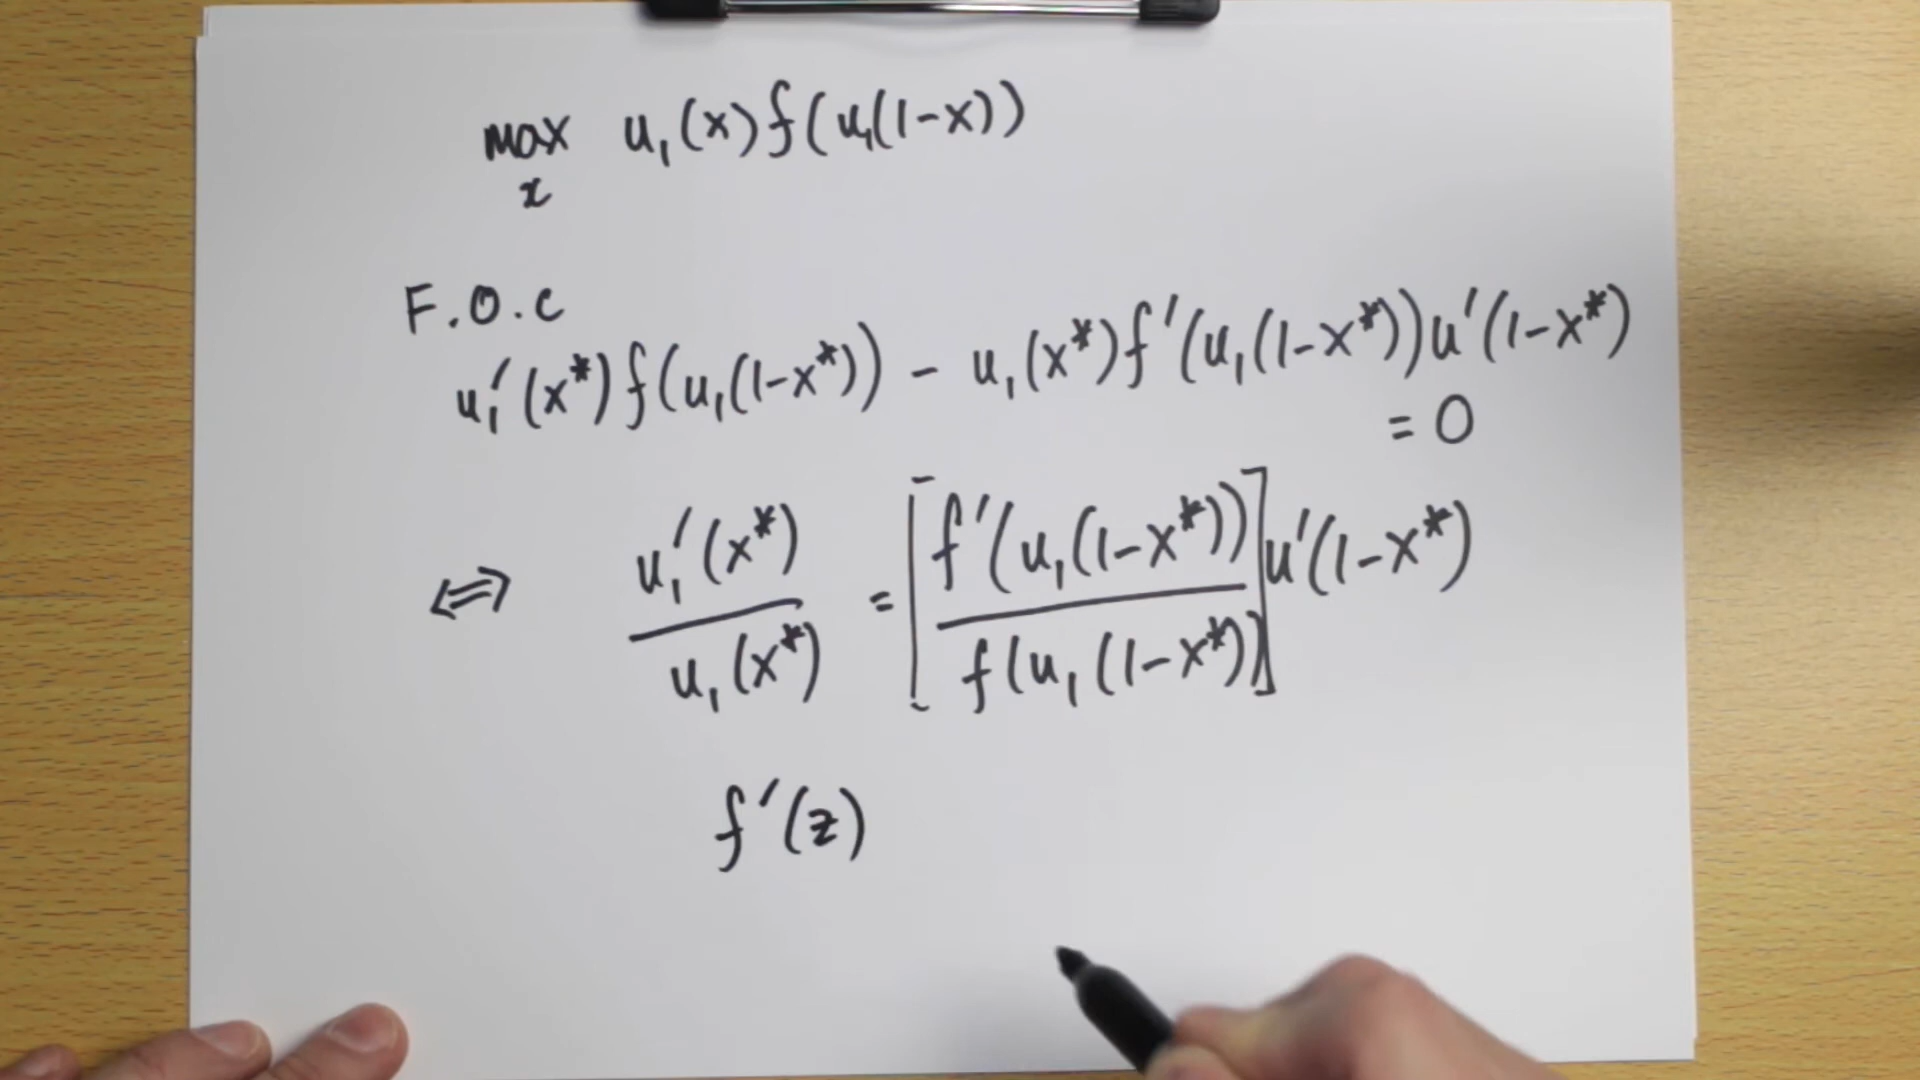 max u₁(x)f(u₁(1-x))
x
F.O.C
u₁'(x*)f(u₁(1-x*)) - u₁(x*)f'(u₁(1-x*))u'(1-x*)
= 0
⇔ u₁'(x*)/u₁(x*) = [f'(u₁(1-x*))/f(u₁(1-x*))]u'(1-x*)
f'(z)